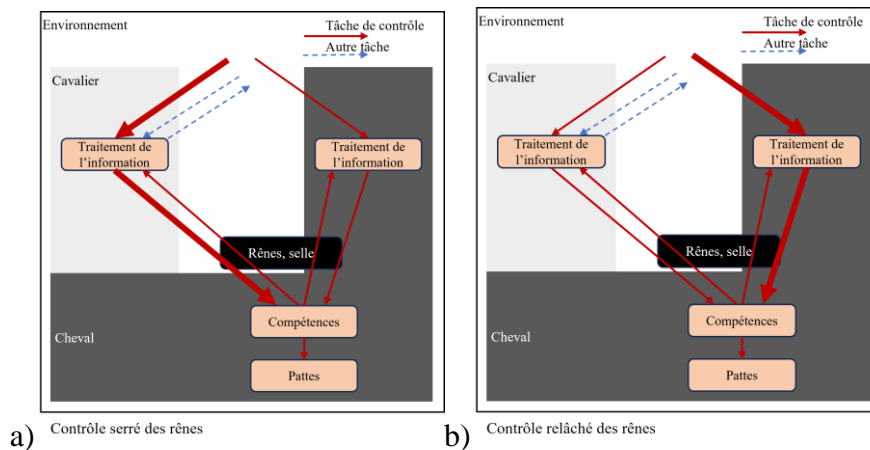 Environnement
Tâche de contrôle
Autre tâche
Cavalier
Traitement de
l’information
Traitement de
l’information
Rênes, selle
Compétences
Cheval
Pattes
a) Contrôle serré des rênes
Environnement
Tâche de contrôle
Autre tâche
Cavalier
Traitement de
l’information
Traitement de
l’information
Rênes, selle
Compétences
Cheval
Pattes
b) Contrôle relâché des rênes